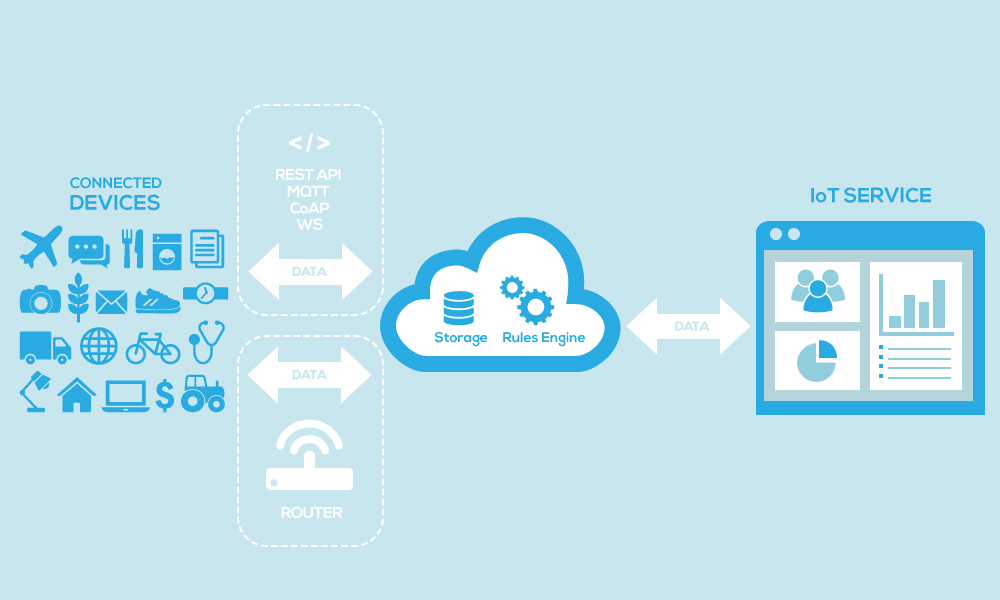 CONNECTED
DEVICES
</>
REST API
MQTT
CoAP
WS
DATA
DATA
ROUTER
Storage
Rules Engine
DATA
IoT SERVICE